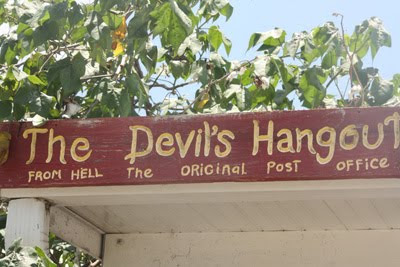 The Devil's Hangout
FROM HELL The ORIGINAL POST OFFICE